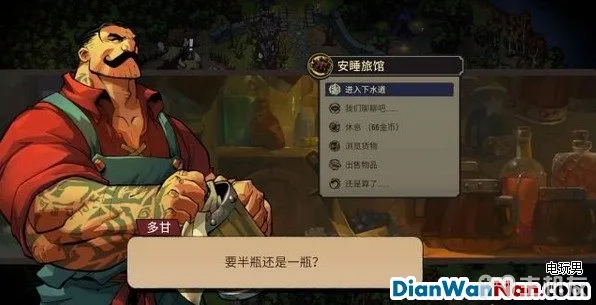 安睡旅馆
进入下水道
我们聊聊吧……
休息 （66金币）
浏览货物
出售物品
还是算了……
多甘
要半瓶还是一瓶？
电玩男
DianWanNan.com